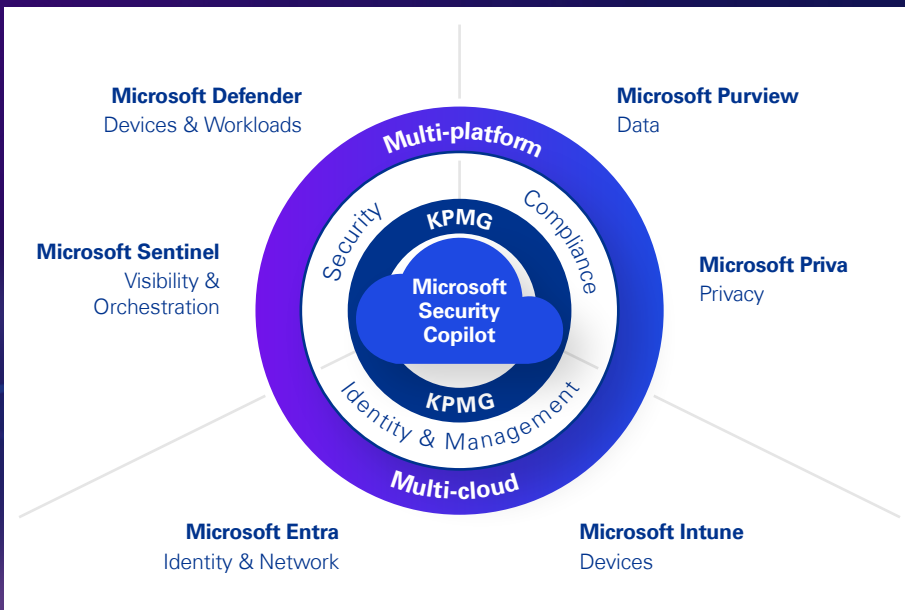 Microsoft Defender
Devices & Workloads
Microsoft Purview
Data
Multi-platform
Security
Compliance
KPMG
Microsoft Sentinel
Visibility &
Orchestration
Microsoft
Security
Copilot
Microsoft Priva
Privacy
KPMG
Identity & Management
Multi-cloud
Microsoft Entra
Identity & Network
Microsoft Intune
Devices